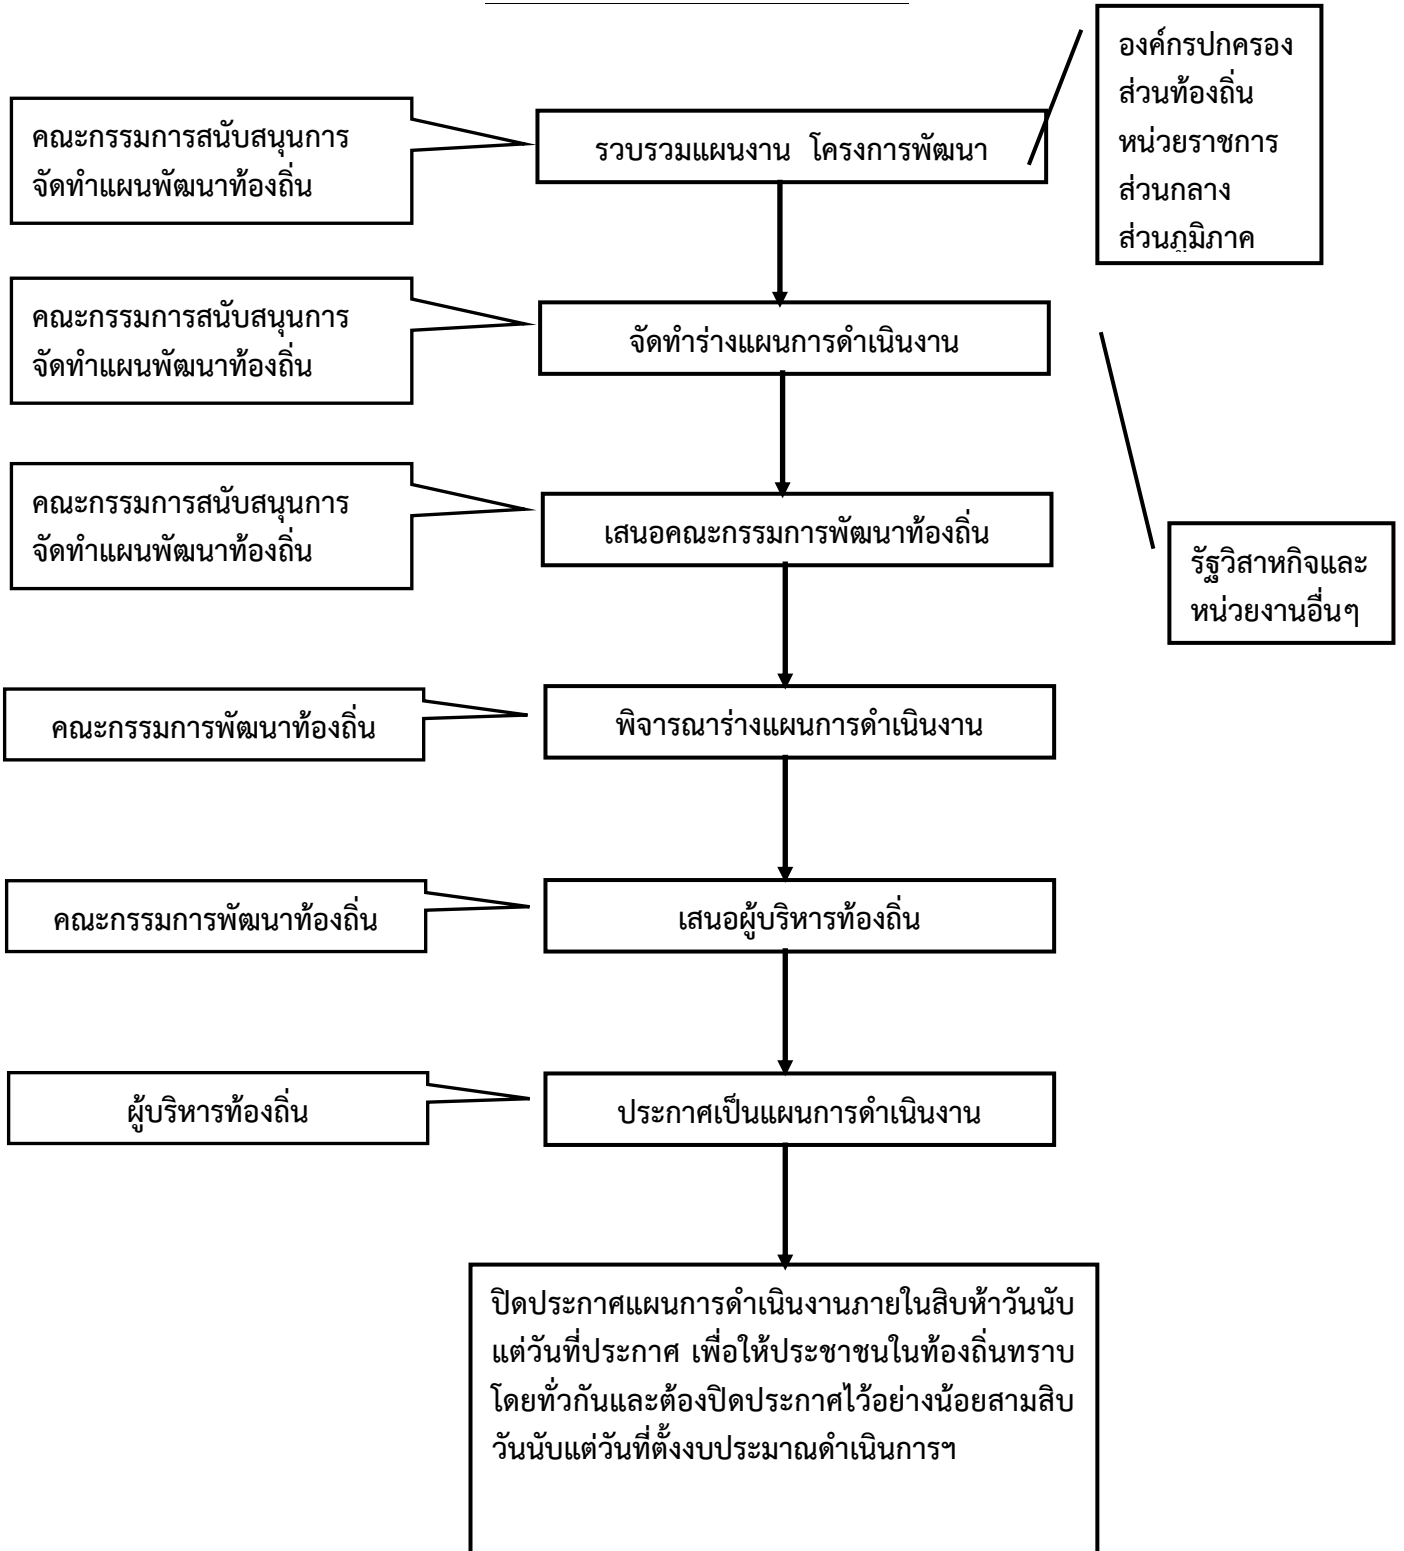 องค์กรปกครอง
ส่วนท้องถิ่น
หน่วยราชการ
ส่วนกลาง
ส่วนภูมิภาค
คณะกรรมการสนับสนุนการ
จัดทำแผนพัฒนาท้องถิ่น
รวบรวมแผนงาน โครงการพัฒนา
คณะกรรมการสนับสนุนการ
จัดทำแผนพัฒนาท้องถิ่น
จัดทำร่างแผนการดำเนินงาน
คณะกรรมการสนับสนุนการ
จัดทำแผนพัฒนาท้องถิ่น
เสนอคณะกรรมการพัฒนาท้องถิ่น
รัฐวิสาหกิจและ
หน่วยงานอื่นๆ
คณะกรรมการพัฒนาท้องถิ่น
พิจารณาร่างแผนการดำเนินงาน
คณะกรรมการพัฒนาท้องถิ่น
เสนอผู้บริหารท้องถิ่น
ผู้บริหารท้องถิ่น
ประกาศเป็นแผนการดำเนินงาน
ปิดประกาศแผนการดำเนินงานภายในสิบห้าวันนับ
แต่วันที่ประกาศ เพื่อให้ประชาชนในท้องถิ่นทราบ
โดยทั่วกันและต้องปิดประกาศไว้อย่างน้อยสามสิบ
วันนับแต่วันที่ตั้งงบประมาณดำเนินการฯ